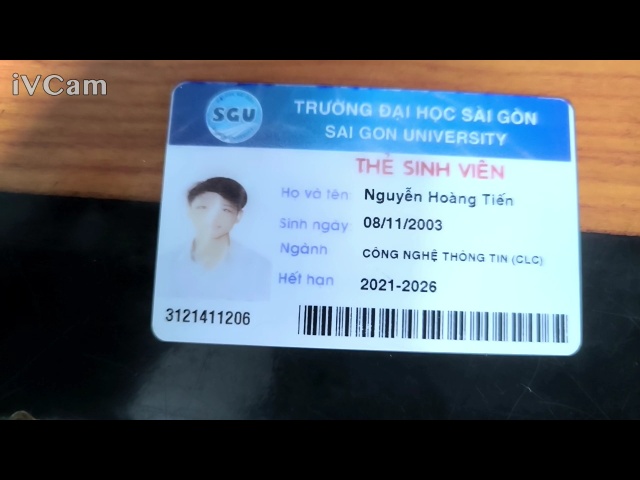 iVCam
SGU
TRƯỜNG ĐẠI HỌC SÀI GÒN
SAI GON UNIVERSITY
THẺ SINH VIÊN
Họ và tên: Nguyễn Hoàng Tiến
Sinh ngày: 08/11/2003
Ngành CÔNG NGHỆ THÔNG TIN (CLC)
Hết hạn 2021-2026
3121411206